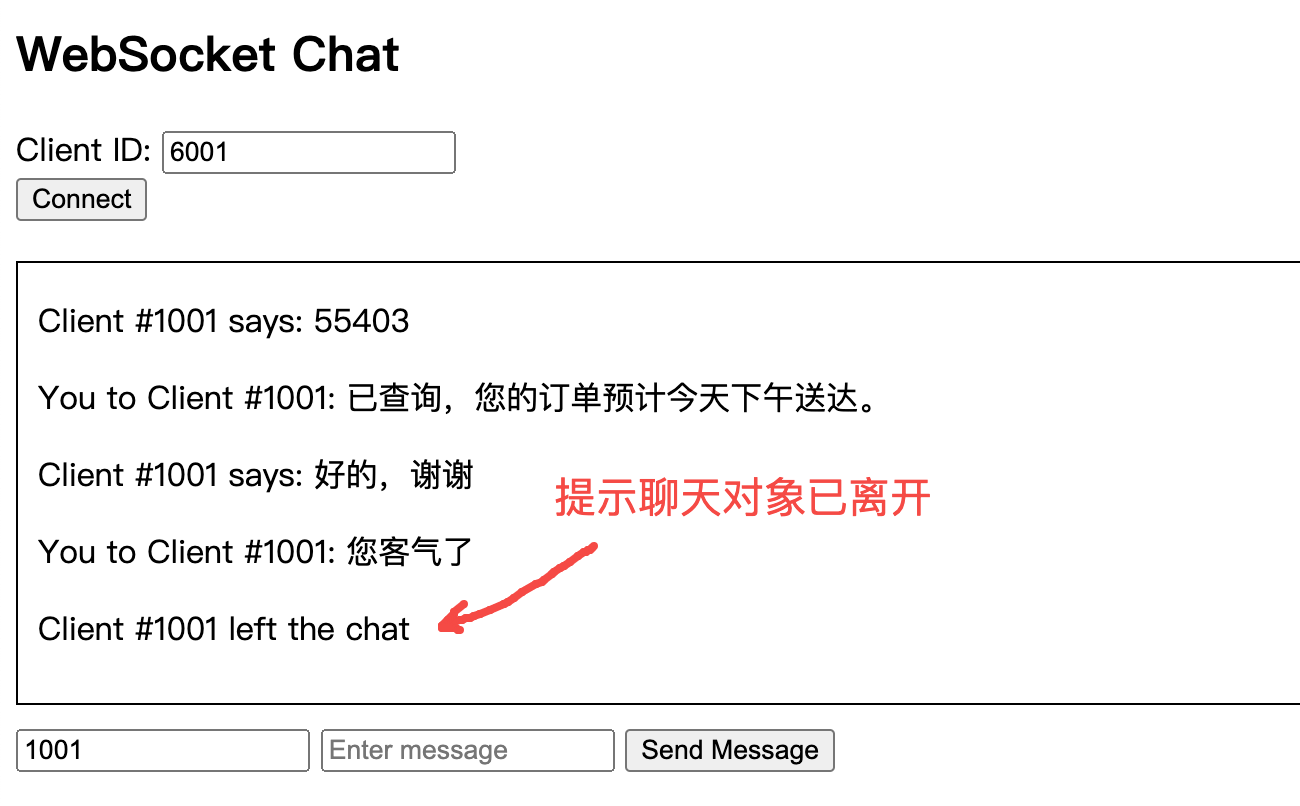 WebSocket Chat
Client ID: 6001
Connect
Client #1001 says: 55403
You to Client #1001: 已查询，您的订单预计今天下午送达。
Client #1001 says: 好的，谢谢
提示聊天对象已离开
You to Client #1001: 您客气了
Client #1001 left the chat
1001 Enter message Send Message